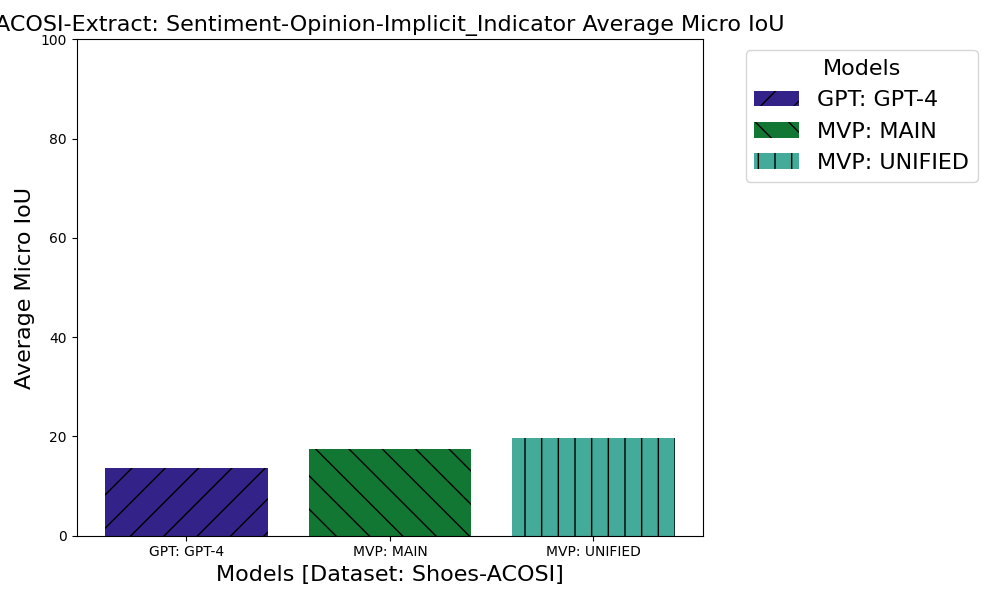 ACOSI-Extract: Sentiment-Opinion-Implicit_Indicator Average Micro IoU
100
80
60
40
20
0
Average Micro IoU
GPT: GPT-4
MVP: MAIN
MVP: UNIFIED
Models [Dataset: Shoes-ACOSI]
Models
GPT: GPT-4
MVP: MAIN
MVP: UNIFIED